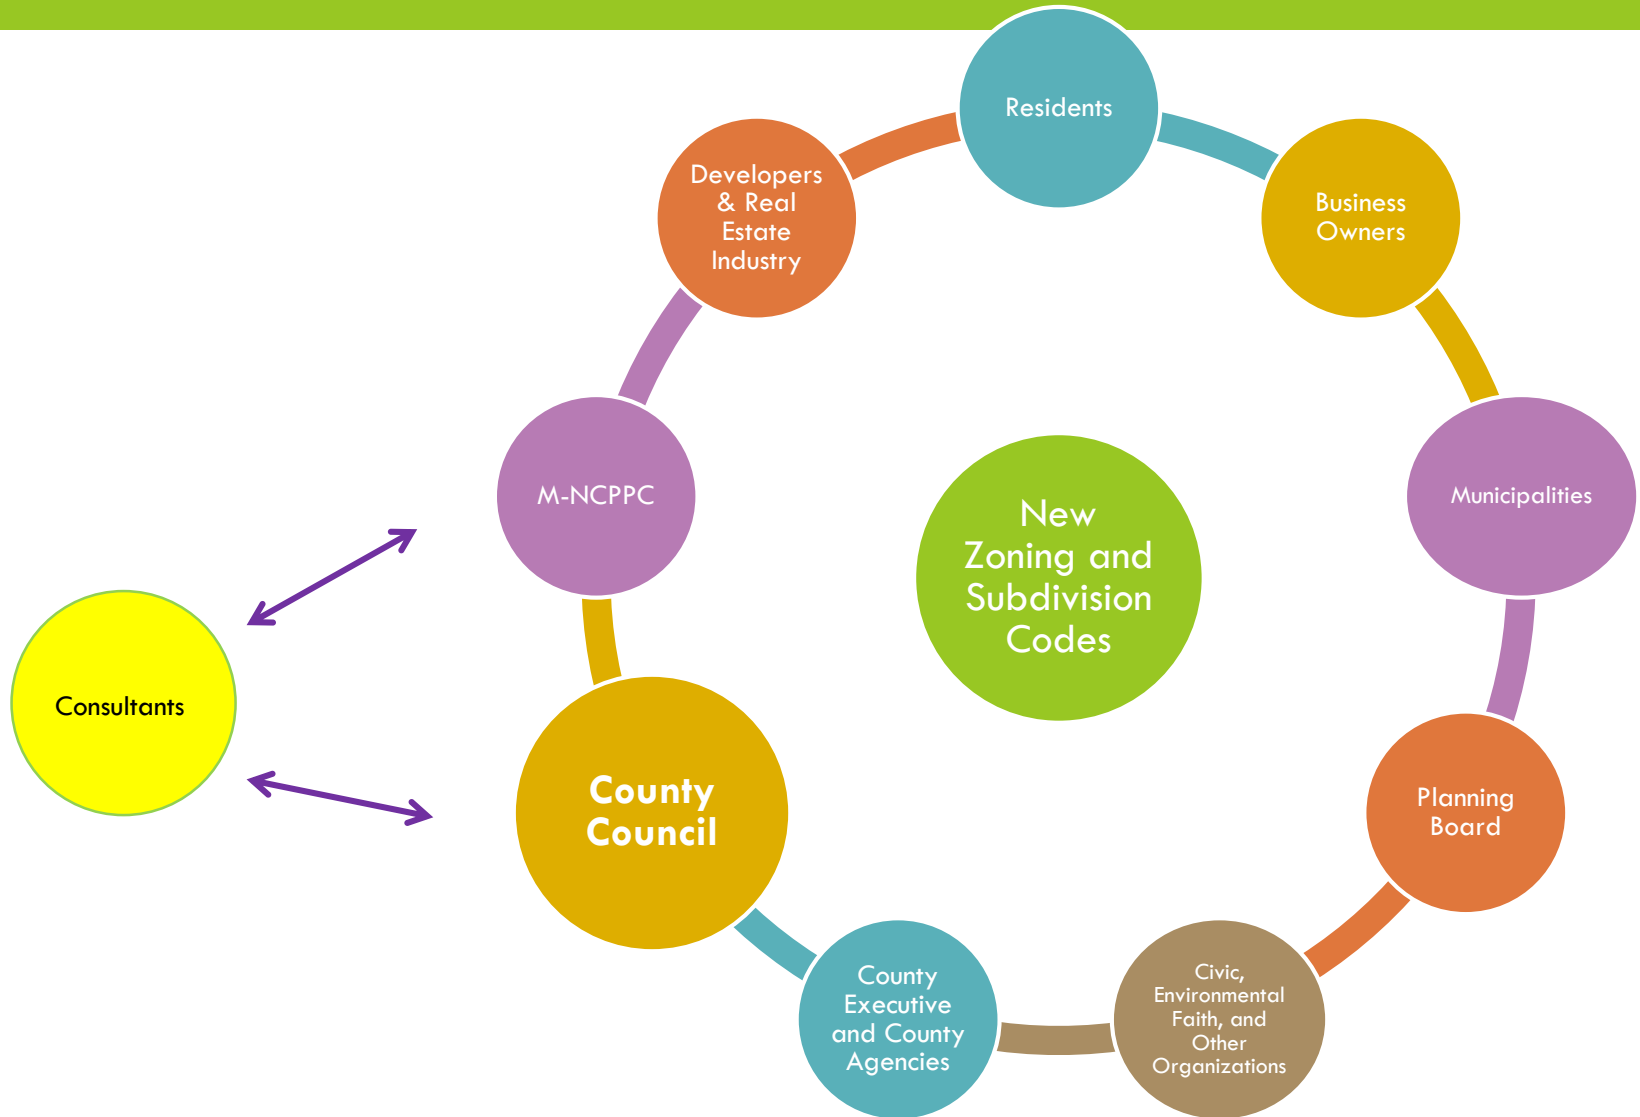 Residents
Developers
& Real
Estate
Industry
Business
Owners
M-NCPPC
Municipalities
New
Zoning and
Subdivision
Codes
Consultants
County
Council
Planning
Board
County
Executive
and County
Agencies
Civic,
Environmental
Faith, and
Other
Organizations